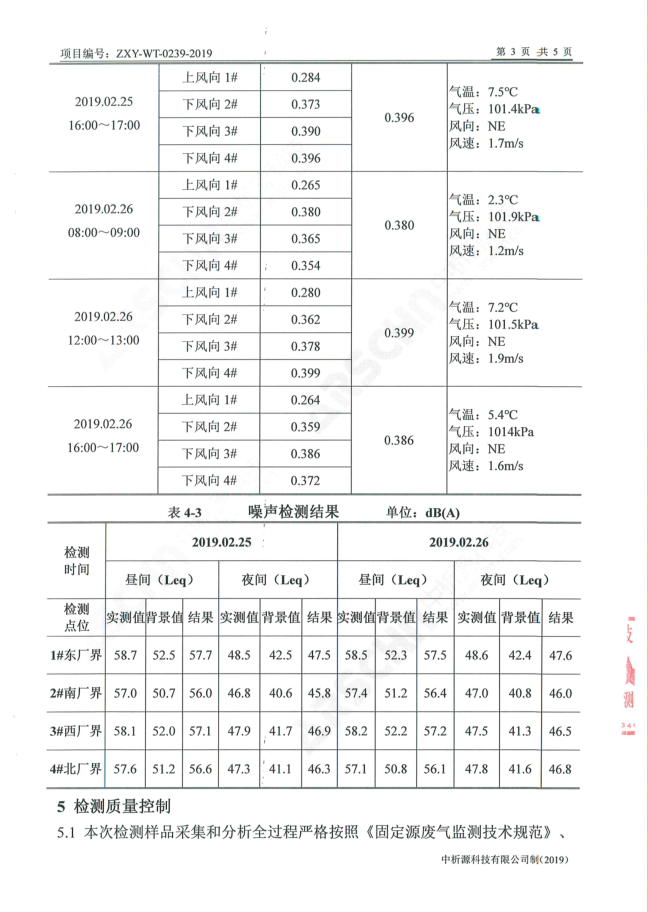 项目编号：ZXY-WT-0239-2019 第 3 页 共 5 页
2019.02.25 16:00～17:00 上风向 1# 0.284 0.396 气温：7.5℃
下风向 2# 0.373 气压：101.4kPa
下风向 3# 0.390 风向：NE
下风向 4# 0.396 风速：1.7m/s
2019.02.26 08:00～09:00 上风向 1# 0.265 0.380 气温：2.3℃
下风向 2# 0.380 气压：101.9kPa
下风向 3# 0.365 风向：NE
下风向 4# 0.354 风速：1.2m/s
2019.02.26 12:00～13:00 上风向 1# 0.280 0.399 气温：7.2℃
下风向 2# 0.362 气压：101.5kPa
下风向 3# 0.378 风向：NE
下风向 4# 0.399 风速：1.9m/s
2019.02.26 16:00～17:00 上风向 1# 0.264 0.386 气温：5.4℃
下风向 2# 0.359 气压：1014kPa
下风向 3# 0.386 风向：NE
下风向 4# 0.372 风速：1.6m/s
表 4-3 噪声检测结果 单位：dB(A)
检测时间 2019.02.25 2019.02.26
昼间（Leq） 夜间（Leq） 昼间（Leq） 夜间（Leq）
检测点位 实测值 背景值 结果 实测值 背景值 结果 实测值 背景值 结果 实测值 背景值 结果
1#东厂界 58.7 52.5 57.7 48.5 42.5 47.5 58.5 52.3 57.5 48.6 42.4 47.6
2#南厂界 57.0 50.7 56.0 46.8 40.6 45.8 57.4 51.2 56.4 47.0 40.8 46.0
3#西厂界 58.1 52.0 57.1 47.9 41.7 46.9 58.2 52.2 57.2 47.5 41.3 46.5
4#北厂界 57.6 51.2 56.6 47.3 41.1 46.3 57.1 50.8 56.1 47.8 41.6 46.8
5 检测质量控制
5.1 本次检测样品采集和分析全过程严格按照《固定源废气监测技术规范》、
中析源科技有限公司制(2019)
测